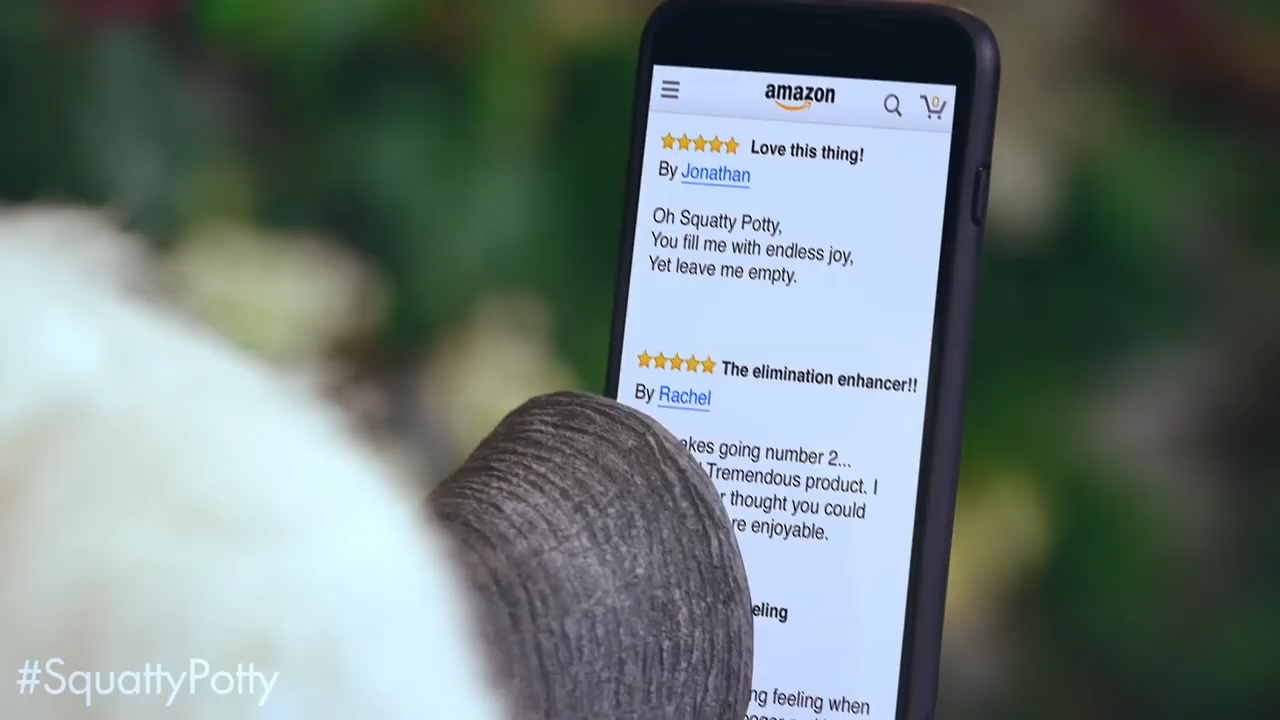 amazon
0
Love this thing!
By Jonathan
Oh Squatty Potty,
You fill me with endless joy,
Yet leave me empty.
The elimination enhancer!!
By Rachel
going number 2...
Tremendous product. I
thought you could
enjoyable.
feeling when
#SquattyPotty